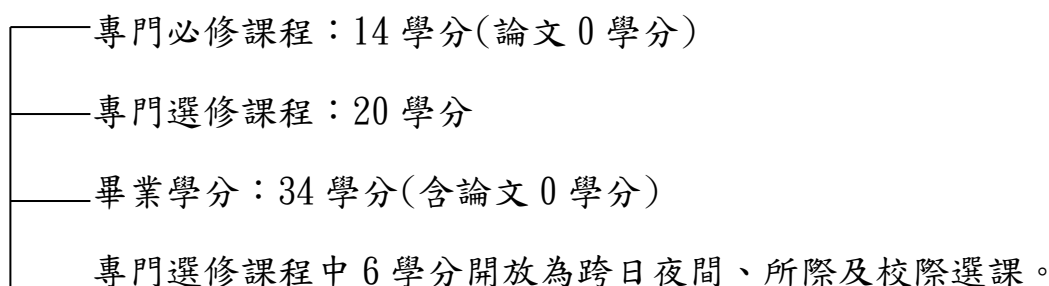 專門必修課程：14 學分(論文 0 學分)
專門選修課程：20 學分
畢業學分：34 學分(含論文 0 學分)
專門選修課程中 6 學分開放為跨日夜間、所際及校際選課。